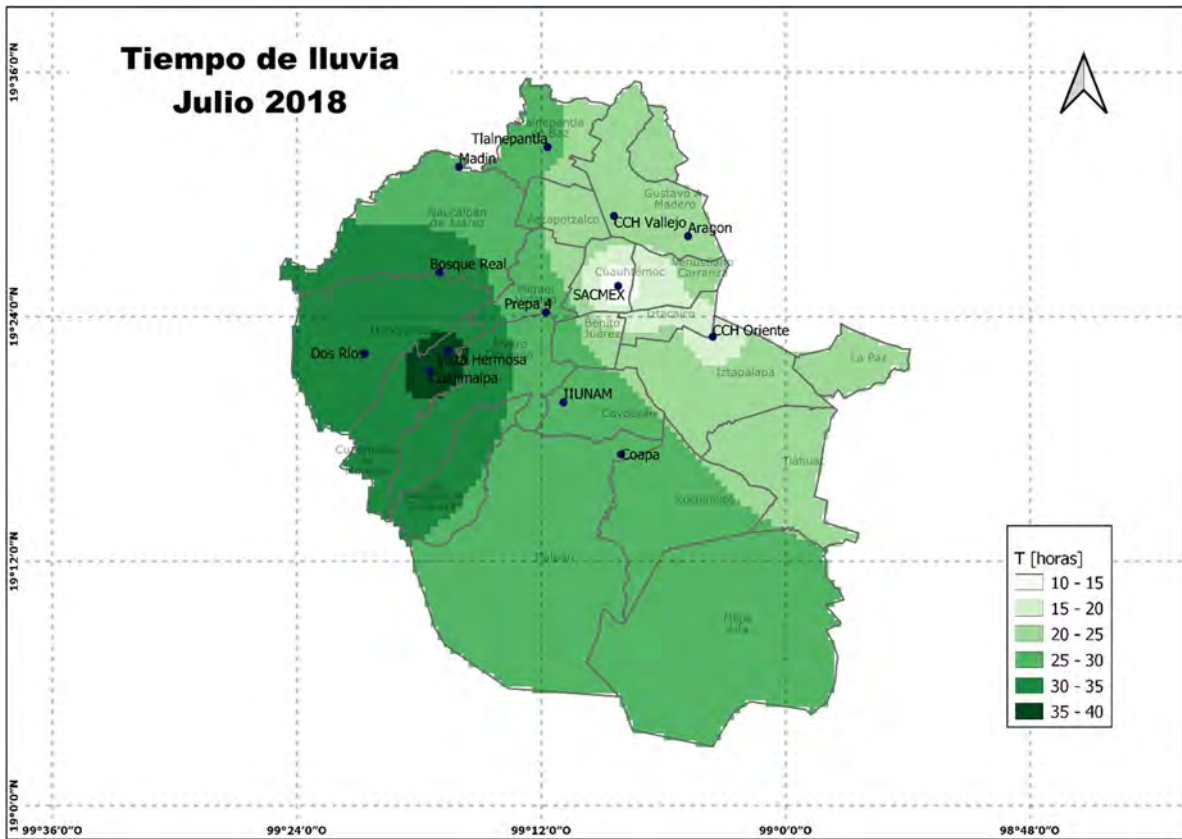 Tiempo de lluvia
Julio 2018
19°36'0"N
19°24'0"N
19°12'0"N
19°0'0"N
Tlalnepantla
Madin
Gustavo A.
Madero
Naucalpan
de Juárez
Azcapotzalco
CCH Vallejo
Aragon
Bosque Real
Cuauhtémoc
Venustiano
Carranza
SACMEX
Miguel
Prepa 4
Iztacalco
Benito
Juárez
CCH Oriente
Dos Ríos
Vista Hermosa
Cuajimalpa
La Paz
Iztapalapa
IIUNAM
Coyoacán
Coapa
Tláhuac
Xochimilco
Tlalpan
Milpa
Alta
T [horas]
10 - 15
15 - 20
20 - 25
25 - 30
30 - 35
35 - 40
99°36'0"O
99°24'0"O
99°12'0"O
99°0'0"O
98°48'0"O